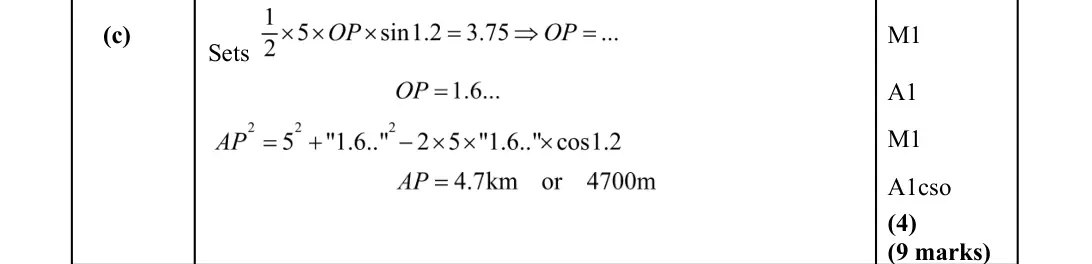 (c) Sets 1/2 ×5×OP×sin1.2 = 3.75 ⇒ OP = ... M1
OP = 1.6... A1
AP² = 5² + "1.6.."² − 2×5×"1.6.."× cos1.2 M1
AP = 4.7km or 4700m A1cso
(4)
(9 marks)